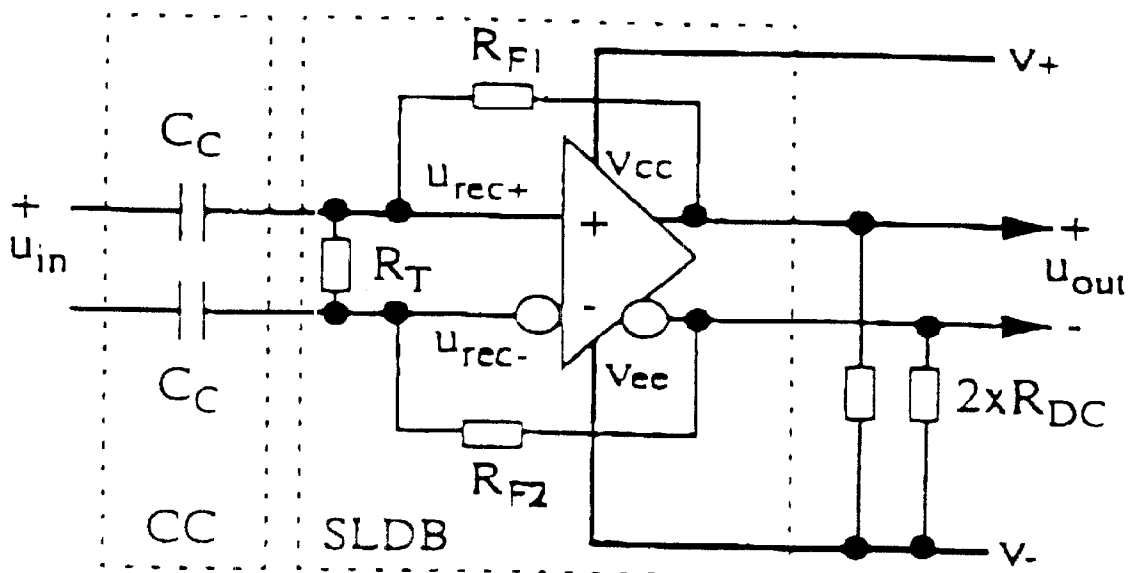 R_F1
V+
C_C
Vcc
u_rec+
+
+
+
u_in
R_T
u_out
-
-
u_rec-
Vee
C_C
2xR_DC
R_F2
CC
SLDB
V-